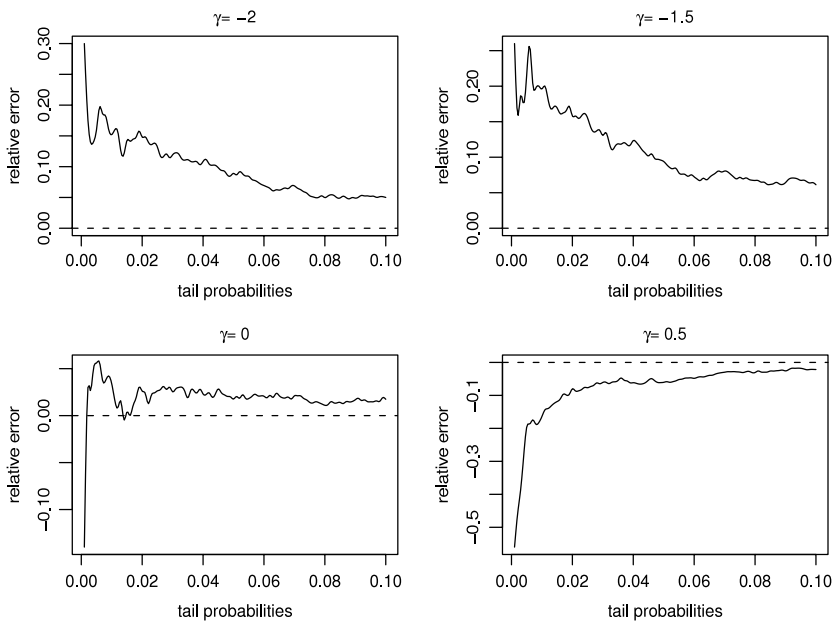 γ= −2
relative error
0.00 0.10 0.20 0.30
0.00 0.02 0.04 0.06 0.08 0.10
tail probabilities
γ= −1.5
relative error
0.00 0.10 0.20
0.00 0.02 0.04 0.06 0.08 0.10
tail probabilities
γ= 0
relative error
−0.10 0.00
0.00 0.02 0.04 0.06 0.08 0.10
tail probabilities
γ= 0.5
relative error
−0.5 −0.3 −0.1
0.00 0.02 0.04 0.06 0.08 0.10
tail probabilities